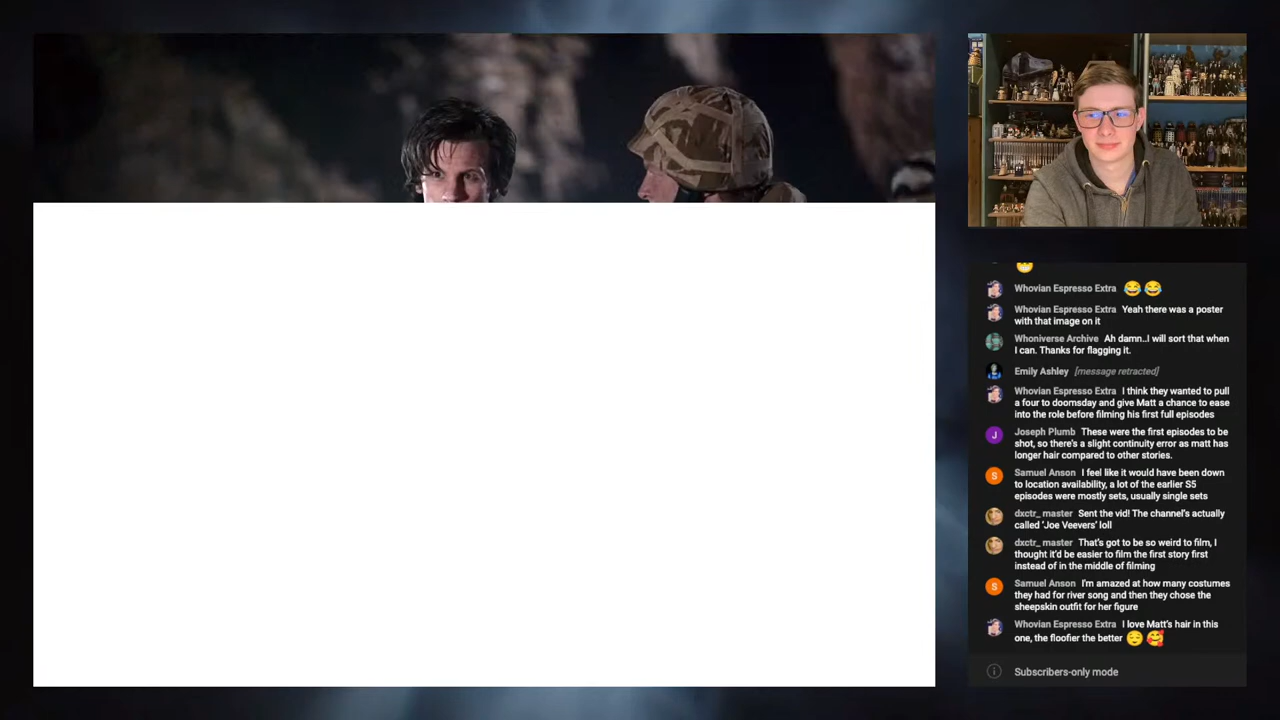 Whovian Espresso Extra 😂😂
Whovian Espresso Extra Yeah there was a poster
with that image on it
Whoniverse Archive Ah damn..I will sort that when
I can. Thanks for flagging it.
Emily Ashley [message retracted]
Whovian Espresso Extra I think they wanted to pull
a four to doomsday and give Matt a chance to ease
into the role before filming his first full episodes
J
Joseph Plumb These were the first episodes to be
shot, so there's a slight continuity error as matt has
longer hair compared to other stories.
S
Samuel Anson I feel like it would have been down
to location availability, a lot of the earlier S5
episodes were mostly sets, usually single sets
dxctr_ master Sent the vid! The channel's actually
called 'Joe Veevers' loll
dxctr_ master That's got to be so weird to film, I
thought it'd be easier to film the first story first
instead of in the middle of filming
S
Samuel Anson I'm amazed at how many costumes
they had for river song and then they chose the
sheepskin outfit for her figure
Whovian Espresso Extra I love Matt's hair in this
one, the floofier the better 😌🥰
Subscribers-only mode